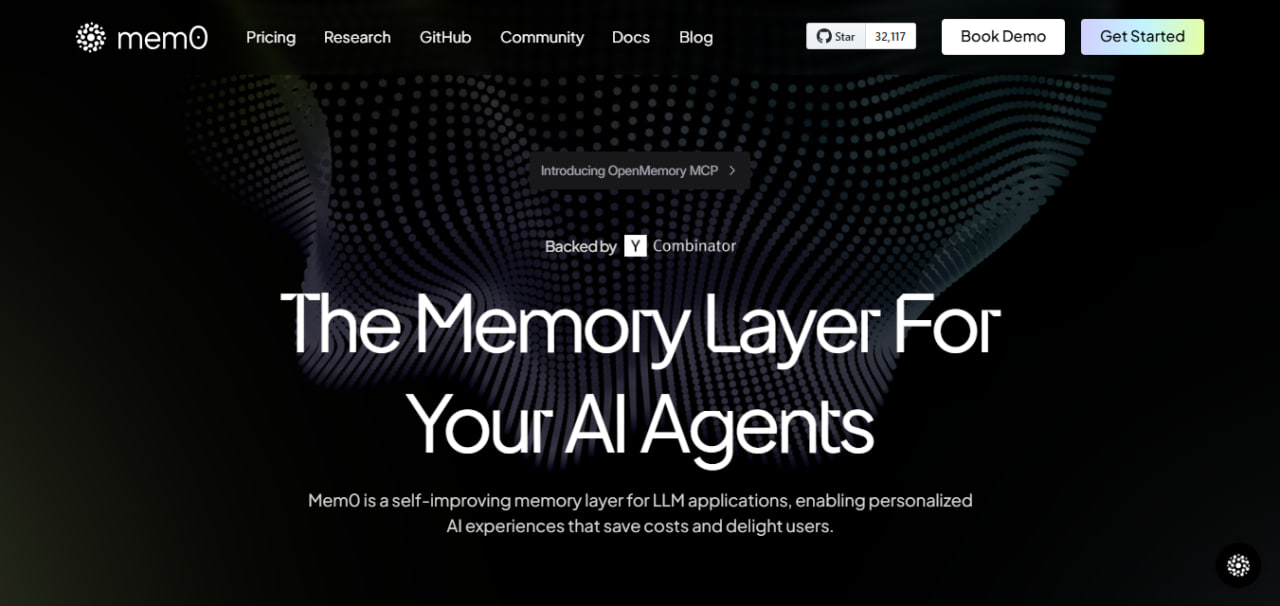 mem0 Pricing Research GitHub Community Docs Blog Star 32,117 Book Demo Get Started
Introducing OpenMemory MCP
Backed by Y Combinator
The Memory Layer For
Your AI Agents
Mem0 is a self-improving memory layer for LLM applications, enabling personalized
AI experiences that save costs and delight users.